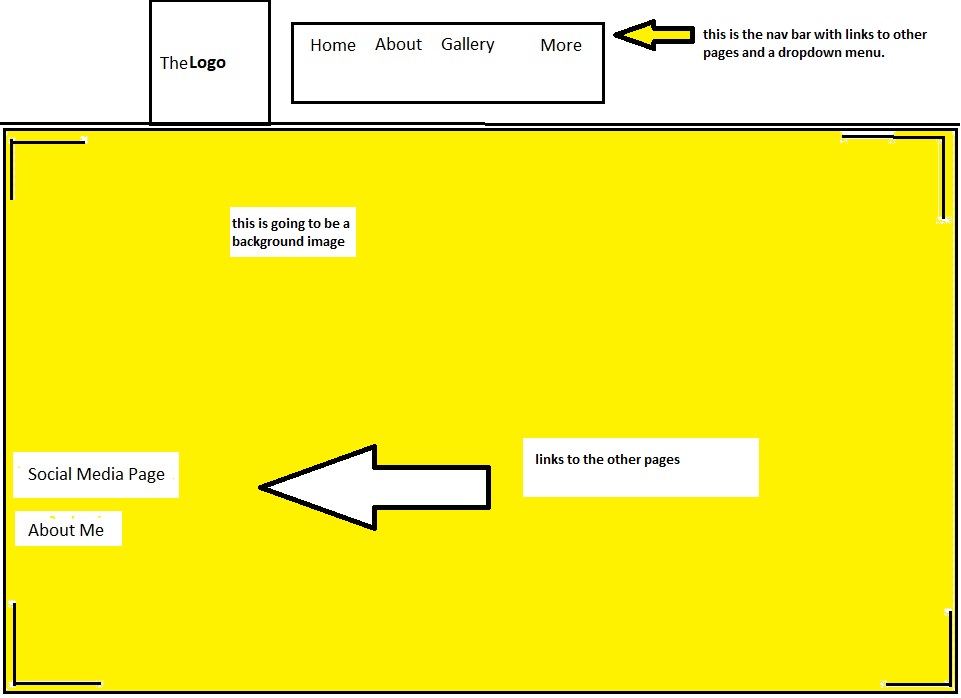 TheLogo
Home About Gallery More
this is the nav bar with links to other
pages and a dropdown menu.
this is going to be a
background image
links to the other pages
Social Media Page
About Me